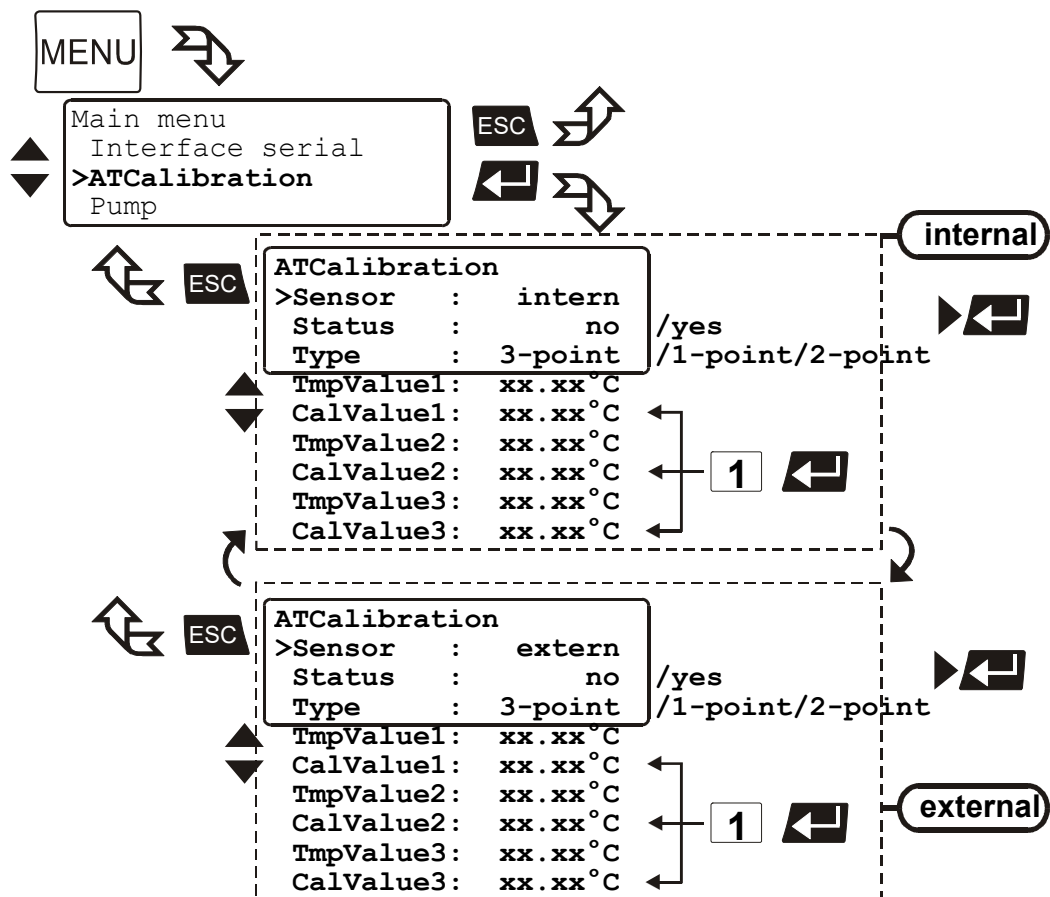 MENU
Main menu
Interface serial
>ATCalibration
Pump
ESC
internal
ESC
ATCalibration
>Sensor : intern
Status : no /yes
Type : 3-point /1-point/2-point
TmpValue1: xx.xx°C
CalValue1: xx.xx°C
TmpValue2: xx.xx°C
CalValue2: xx.xx°C
1
TmpValue3: xx.xx°C
CalValue3: xx.xx°C
ESC
ATCalibration
>Sensor : extern
Status : no /yes
Type : 3-point /1-point/2-point
TmpValue1: xx.xx°C
CalValue1: xx.xx°C
TmpValue2: xx.xx°C
CalValue2: xx.xx°C
1
external
TmpValue3: xx.xx°C
CalValue3: xx.xx°C